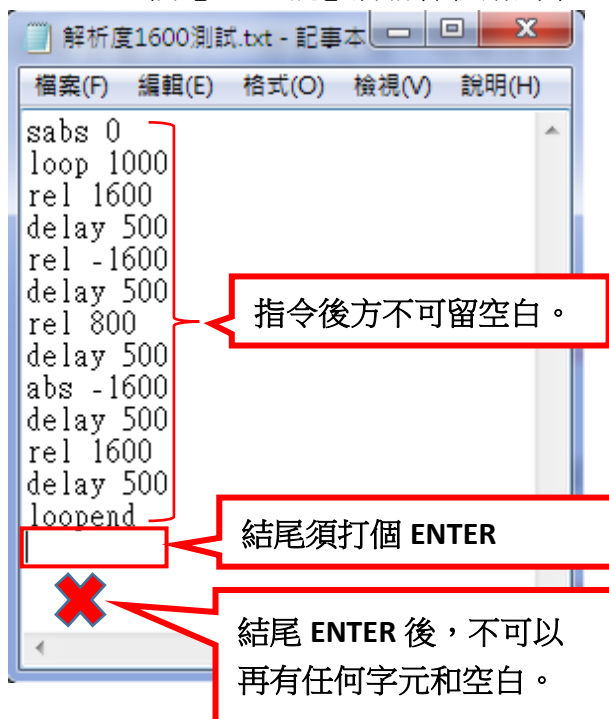 解析度1600測試.txt - 記事本
檔案(F) 編輯(E) 格式(O) 檢視(V) 說明(H)
sabs 0
loop 1000
rel 1600
delay 500
rel -1600
delay 500
rel 800
delay 500
abs -1600
delay 500
rel 1600
delay 500
loopend
指令後方不可留空白。
結尾須打個 ENTER
結尾 ENTER 後，不可以
再有任何字元和空白。